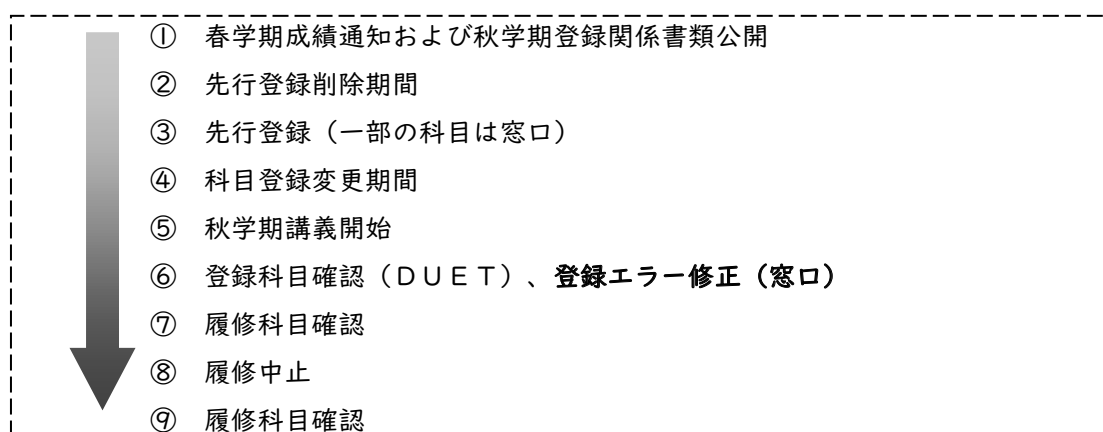 ① 春学期成績通知および秋学期登録関係書類公開
② 先行登録削除期間
③ 先行登録（一部の科目は窓口）
④ 科目登録変更期間
⑤ 秋学期講義開始
⑥ 登録科目確認（ＤＵＥＴ）、登録エラー修正（窓口）
⑦ 履修科目確認
⑧ 履修中止
⑨ 履修科目確認